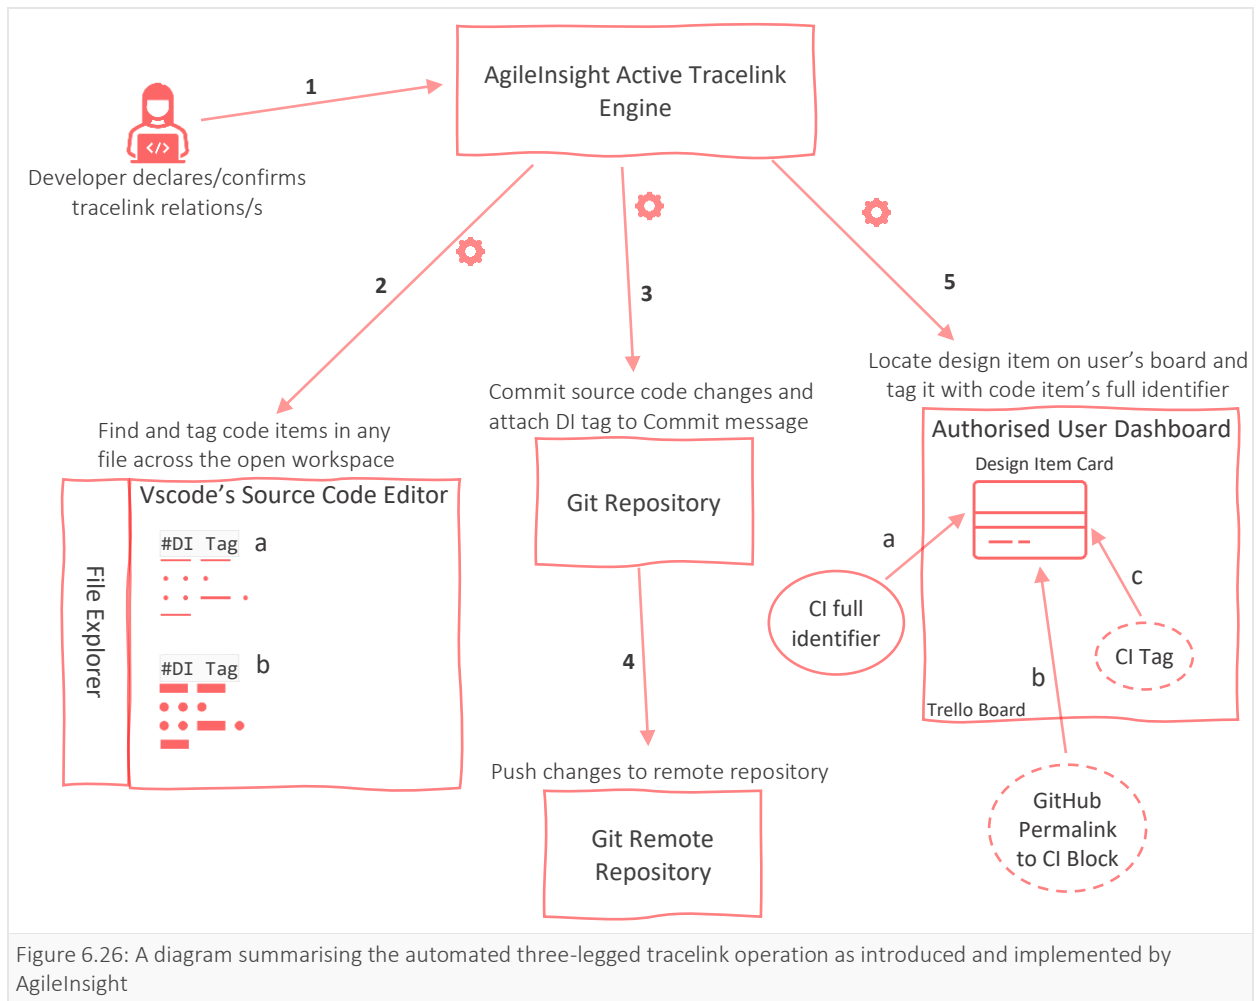 AgileInsight Active Tracelink
Engine
1
</>
Developer declares/confirms
tracelink relations/s
2
3
5
Find and tag code items in any
file across the open workspace
Vscode's Source Code Editor
File Explorer
#DI Tag
a
#DI Tag
b
Commit source code changes and
attach DI tag to Commit message
Git Repository
4
Push changes to remote repository
Git Remote
Repository
Locate design item on user's board and
tag it with code item's full identifier
Authorised User Dashboard
Design Item Card
a
CI full
identifier
c
CI Tag
b
Trello Board
GitHub
Permalink
to CI Block
Figure 6.26: A diagram summarising the automated three-legged tracelink operation as introduced and implemented by
AgileInsight